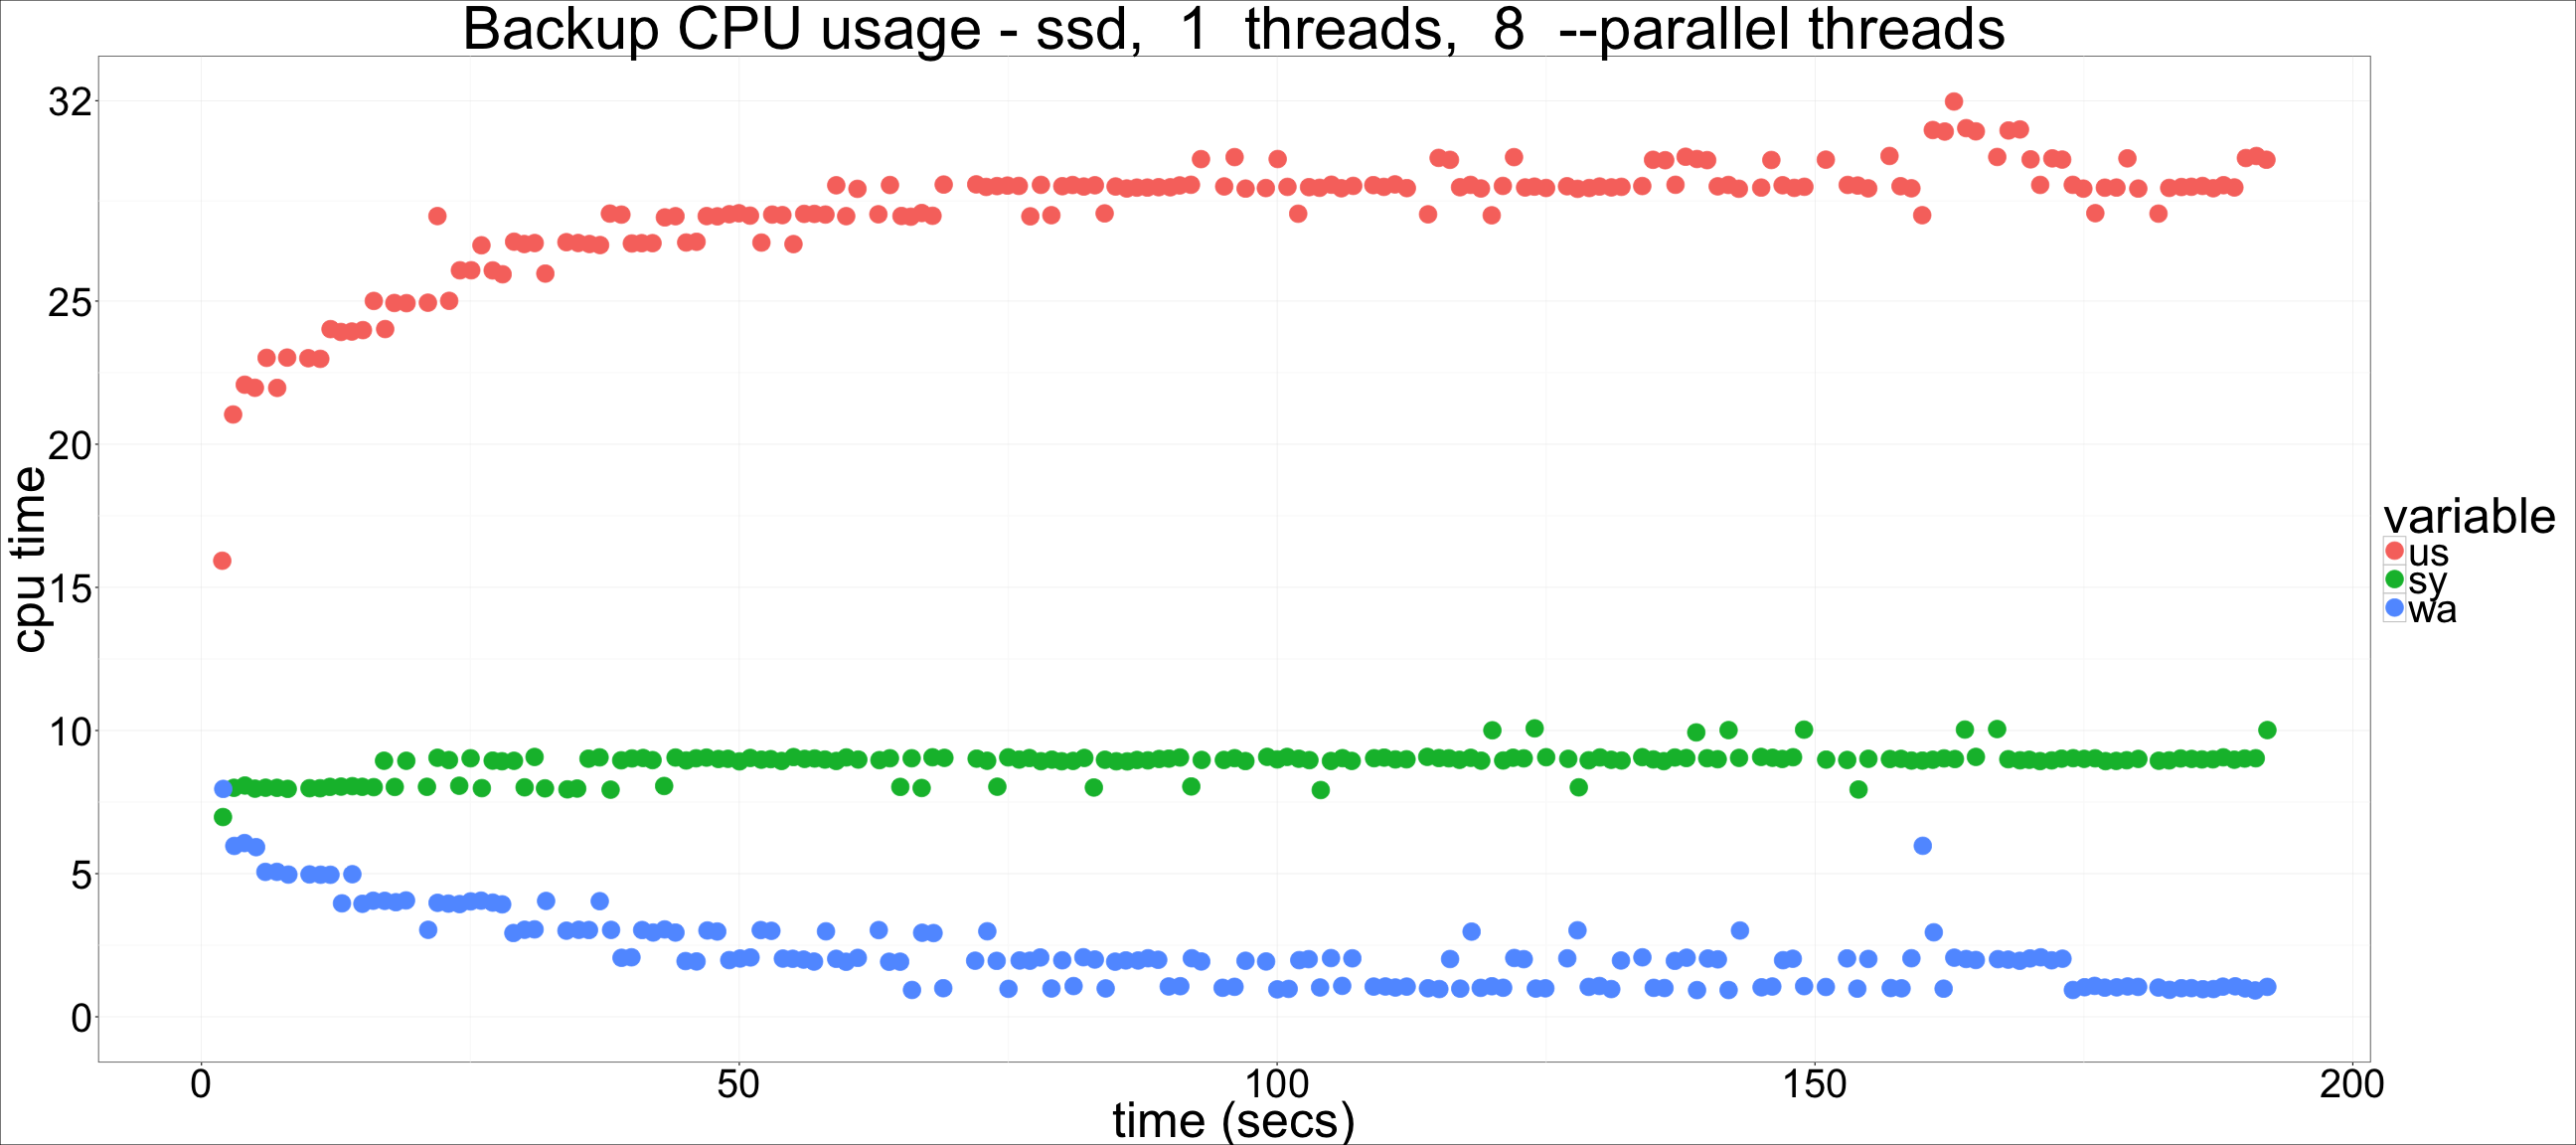 Backup CPU usage - ssd,  1  threads,  8  --parallel threads
32
25
20
15
10
5
0
cpu time
0 50 100 150 200
time (secs)
variable
us
sy
wa